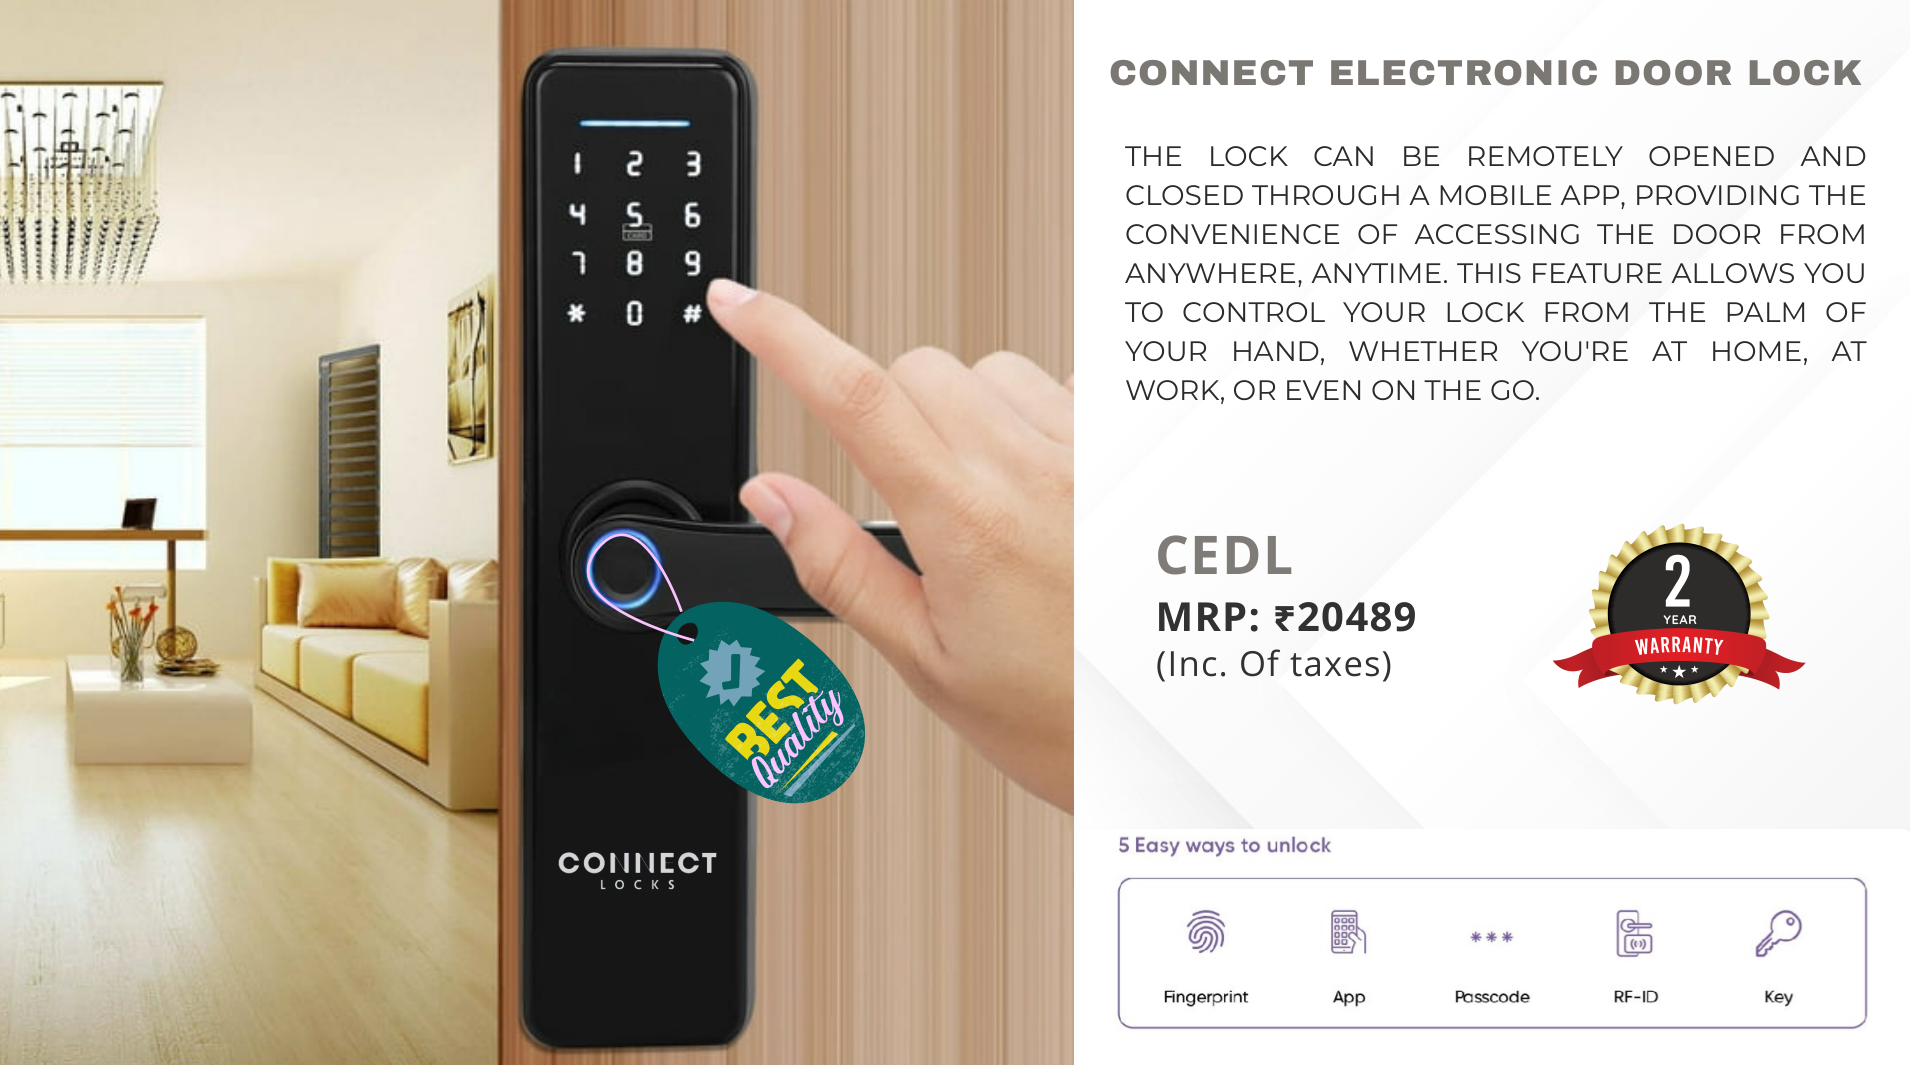 1 2 3
4 5 6
CARD
7 8 9
* 0 #
BEST
Quality
CONNECT
LOCKS
CONNECT ELECTRONIC DOOR LOCK
THE LOCK CAN BE REMOTELY OPENED AND
CLOSED THROUGH A MOBILE APP, PROVIDING THE
CONVENIENCE OF ACCESSING THE DOOR FROM
ANYWHERE, ANYTIME. THIS FEATURE ALLOWS YOU
TO CONTROL YOUR LOCK FROM THE PALM OF
YOUR HAND, WHETHER YOU'RE AT HOME, AT
WORK, OR EVEN ON THE GO.
CEDL
MRP: ₹20489
(Inc. Of taxes)
2
YEAR
WARRANTY
5 Easy ways to unlock
***
Fingerprint App Passcode RF-ID Key